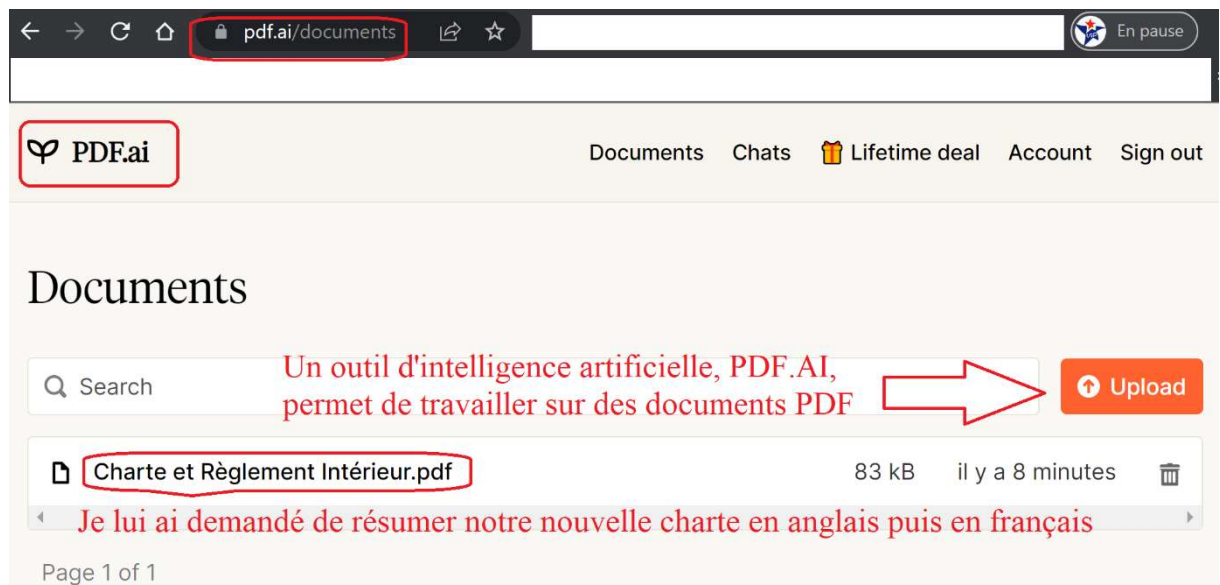 pdf.ai/documents
En pause
PDF.ai
Documents Chats Lifetime deal Account Sign out
Documents
Search
Un outil d'intelligence artificielle, PDF.AI,
permet de travailler sur des documents PDF
Upload
Charte et Règlement Intérieur.pdf 83 kB il y a 8 minutes
Je lui ai demandé de résumer notre nouvelle charte en anglais puis en français
Page 1 of 1